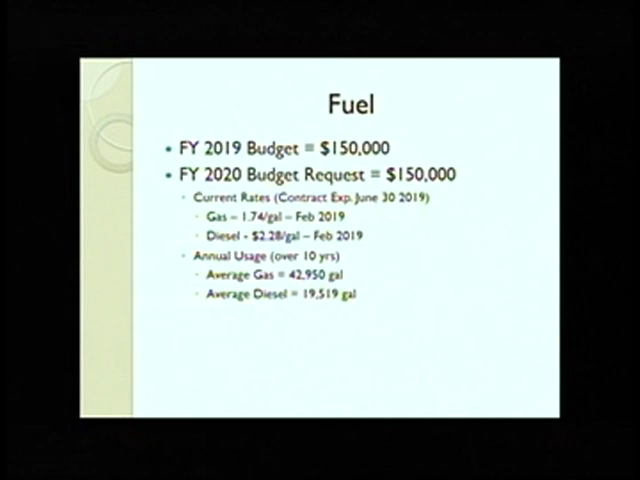 Fuel
FY 2019 Budget = $150,000
FY 2020 Budget Request = $150,000
Current Rates (Contract Exp. June 30 2019)
Gas – 1.74/gal – Feb 2019
Diesel - $2.28/gal – Feb 2019
Annual Usage (over 10 yrs)
Average Gas = 42,950 gal
Average Diesel = 19,519 gal